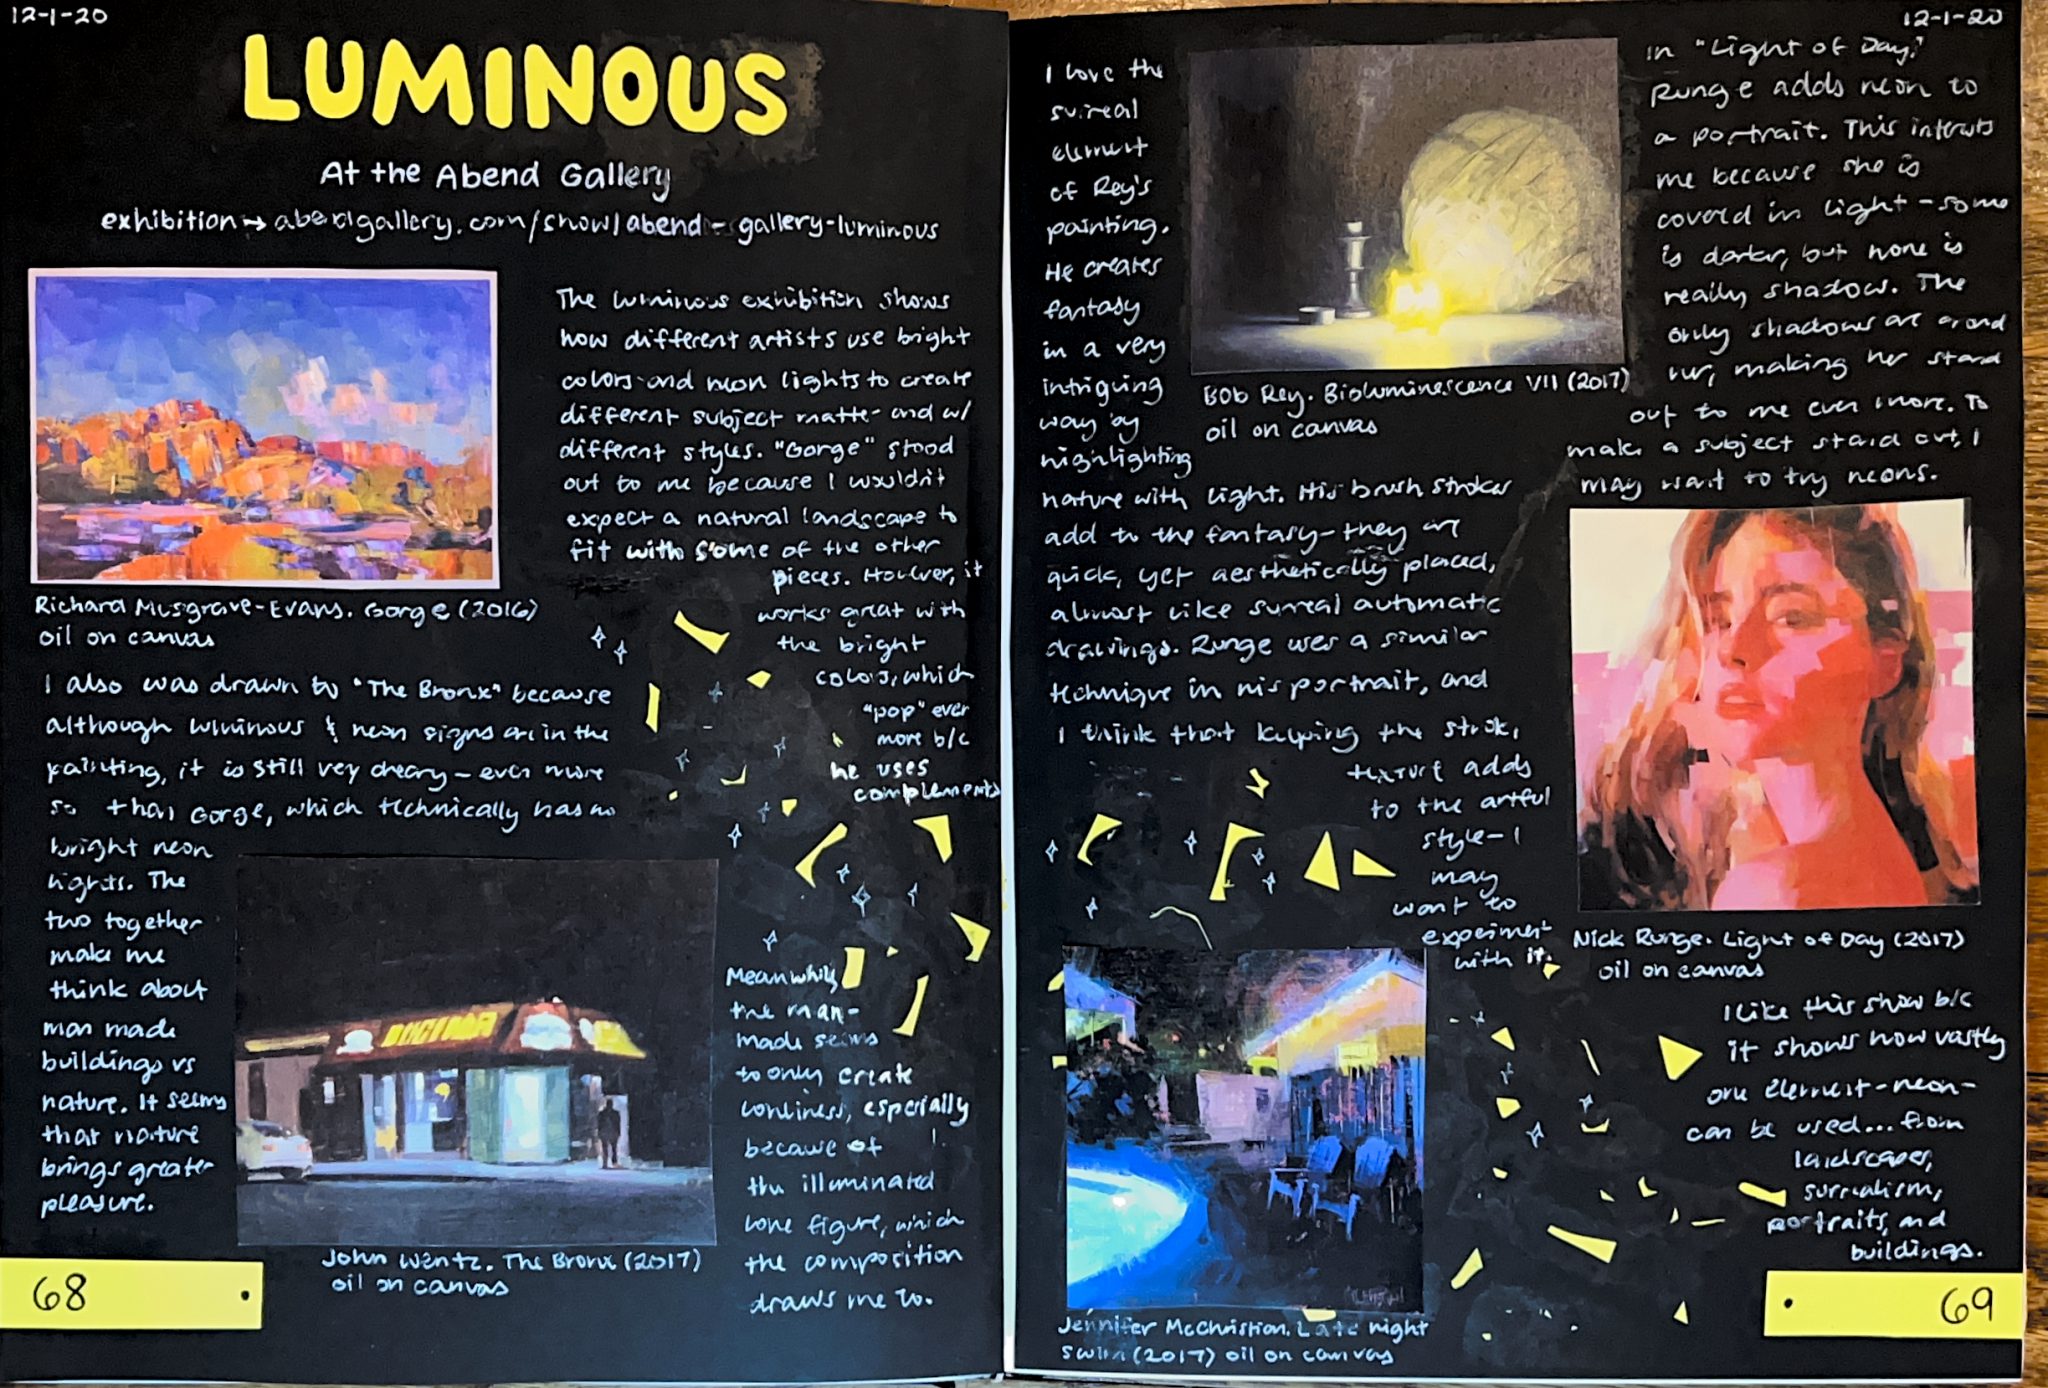 12-1-20
LUMINOUS
At the Abend Gallery
exhibition→ abendgallery.com/show/abend-gallery-luminous
The luminous exhibition shows
how different artists use bright
colors and neon lights to create
different subject matter and w/
different styles. "Gorge" stood
out to me because I wouldn't
expect a natural landscape to
fit with some of the other
pieces. However, it
works great with
the bright
colors, which
"pop" ever
more b/c
he uses
complements
Richard Musgrave-Evans. Gorge (2016)
oil on canvas
I also was drawn to "The Bronx" because
although luminous & neon signs are in the
painting, it is still very dreary - even more
so than Gorge, which technically has no
bright neon
lights. The
two together
make me
think about
man made
buildings vs
nature. It seems
that nature
brings greater
pleasure.
John Wentz. The Bronx (2017)
oil on canvas
Meanwhile,
the man-
made seems
to only create
lonliness, especially
because of
the illuminated
lone figure, which
the composition
draws me to.
68
12-1-20
I love the
surreal
element
of Rey's
painting.
He creates
fantasy
in a very
intriguing
way by
highlighting
nature with light. His brush strokes
add to the fantasy-they are
quick, yet aesthetically placed,
almost like surreal automatic
drawings. Runge uses a similar
technique in his portrait, and
I think that keeping the stroke,
texture adds
to the artful
style-I
may
want to
experiment
with it.
Bob Rey. Bioluminescence VII (2017)
oil on canvas
In "Light of Day,"
Runge adds neon to
a portrait. This interests
me because she is
covered in light-some
is darker, but none is
really shadow. The
only shadows are around
her, making her stand
out to me even more. To
make a subject stand out, I
may want to try neons.
Nick Runge. Light of Day (2017)
oil on canvas
I like this show b/c
it shows how vastly
one element-neon-
can be used... from
landscapes,
surrealism,
portraits, and
buildings.
Jennifer McChristian. Late night
swim (2017) oil on canvas
69